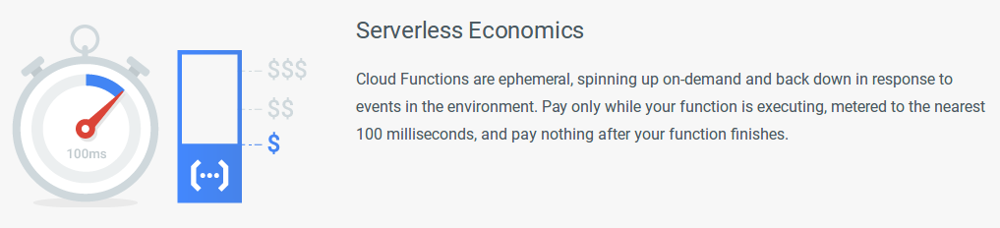 Serverless Economics
Cloud Functions are ephemeral, spinning up on-demand and back down in response to
events in the environment. Pay only while your function is executing, metered to the nearest
100 milliseconds, and pay nothing after your function finishes.
100ms
$$$
$$
$